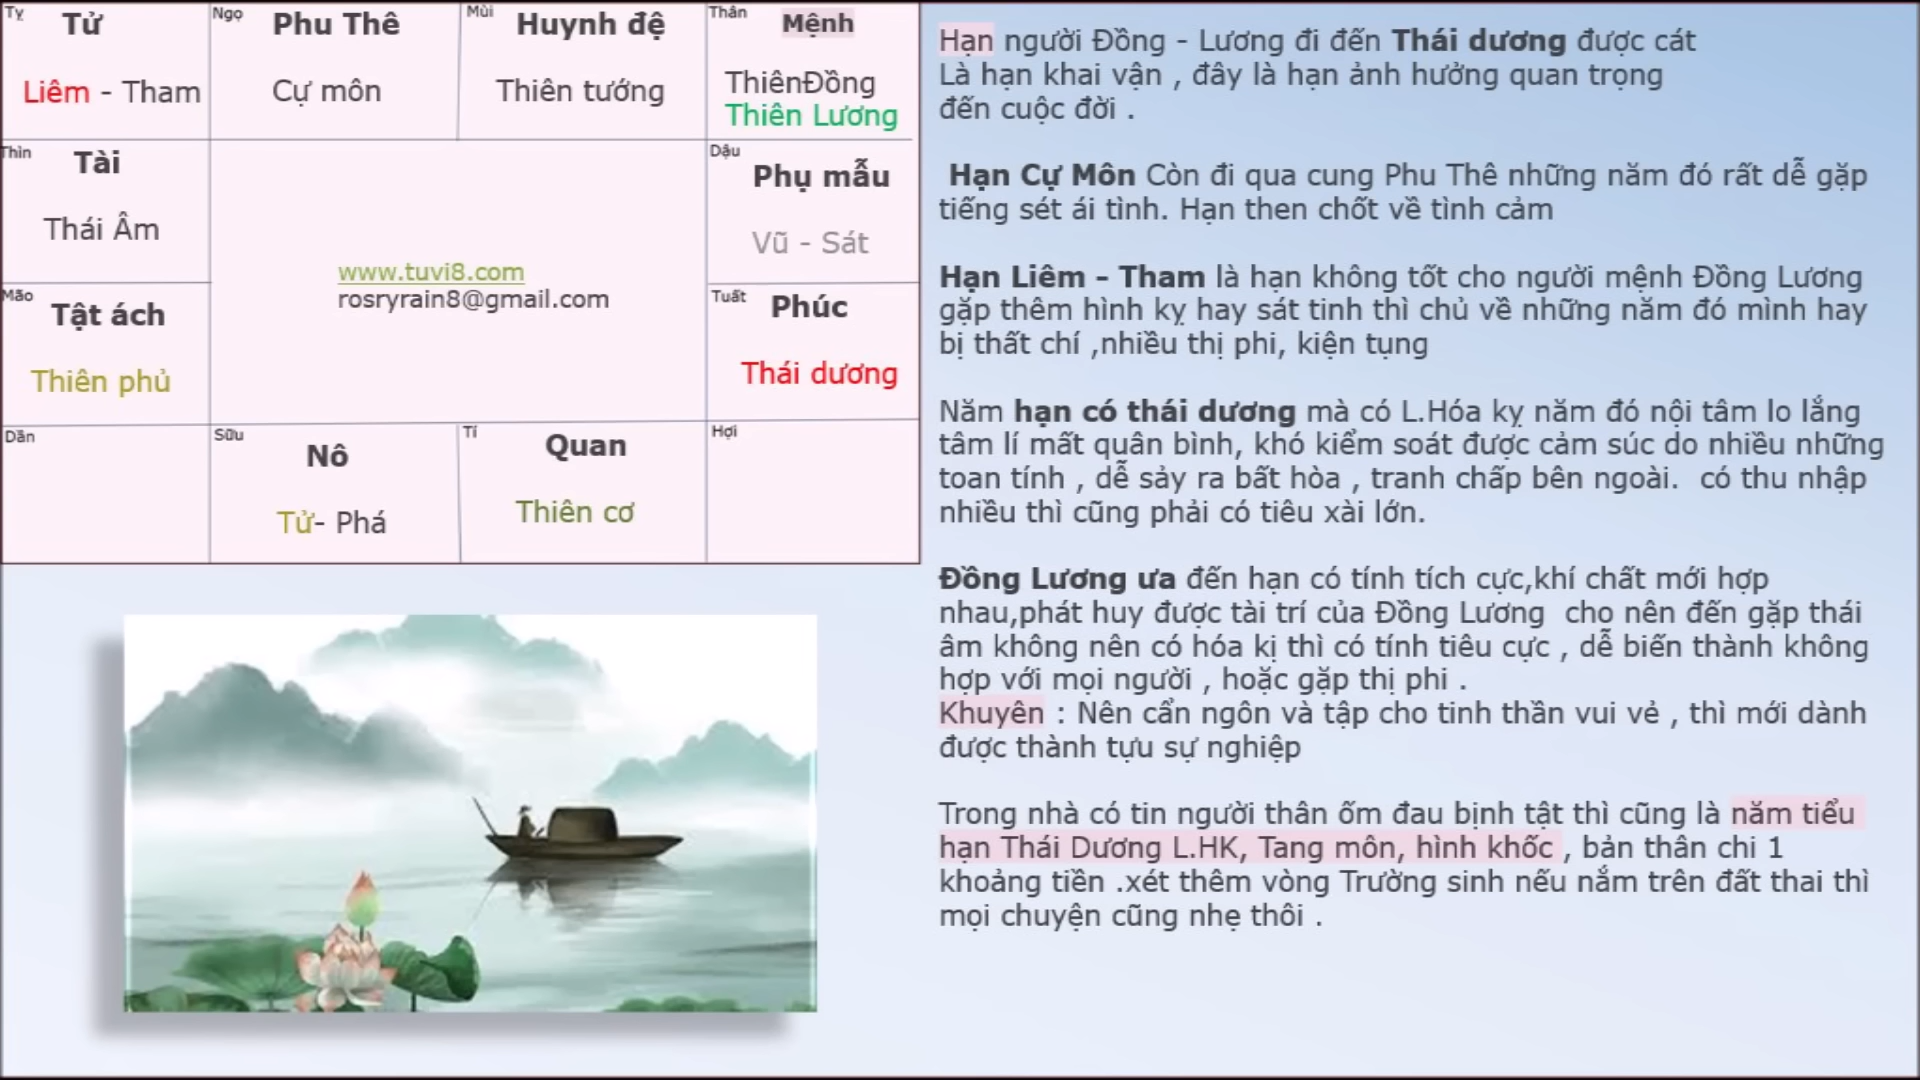 Tỵ
Tử
Liêm - Tham
Ngọ
Phu Thê
Cự môn
Mùi
Huynh đệ
Thiên tướng
Thân
Mệnh
ThiênĐồng
Thiên Lương
Thìn
Tài
Thái Âm
Dậu
Phụ mẫu
Vũ - Sát
www.tuvi8.com
rosryrain8@gmail.com
Mão
Tật ách
Thiên phủ
Tuất
Phúc
Thái dương
Dần
Sữu
Nô
Tử- Phá
Tí
Quan
Thiên cơ
Hợi
Hạn người Đồng - Lương đi đến Thái dương được cát
Là hạn khai vận , đây là hạn ảnh hưởng quan trọng
đến cuộc đời .
Hạn Cự Môn Còn đi qua cung Phu Thê những năm đó rất dễ gặp
tiếng sét ái tình. Hạn then chốt về tình cảm
Hạn Liêm - Tham là hạn không tốt cho người mệnh Đồng Lương
gặp thêm hình kỵ hay sát tinh thì chủ về những năm đó mình hay
bị thất chí ,nhiều thị phi, kiện tụng
Năm hạn có thái dương mà có L.Hóa kỵ năm đó nội tâm lo lắng
tâm lí mất quân bình, khó kiểm soát được cảm súc do nhiều những
toan tính , dễ sảy ra bất hòa , tranh chấp bên ngoài. có thu nhập
nhiều thì cũng phải có tiêu xài lớn.
Đồng Lương ưa đến hạn có tính tích cực,khí chất mới hợp
nhau,phát huy được tài trí của Đồng Lương cho nên đến gặp thái
âm không nên có hóa kị thì có tính tiêu cực , dễ biến thành không
hợp với mọi người , hoặc gặp thị phi .
Khuyên : Nên cẩn ngôn và tập cho tinh thần vui vẻ , thì mới dành
được thành tựu sự nghiệp
Trong nhà có tin người thân ốm đau bịnh tật thì cũng là năm tiểu
hạn Thái Dương L.HK, Tang môn, hình khốc , bản thân chi 1
khoảng tiền .xét thêm vòng Trường sinh nếu nắm trên đất thai thì
mọi chuyện cũng nhẹ thôi .